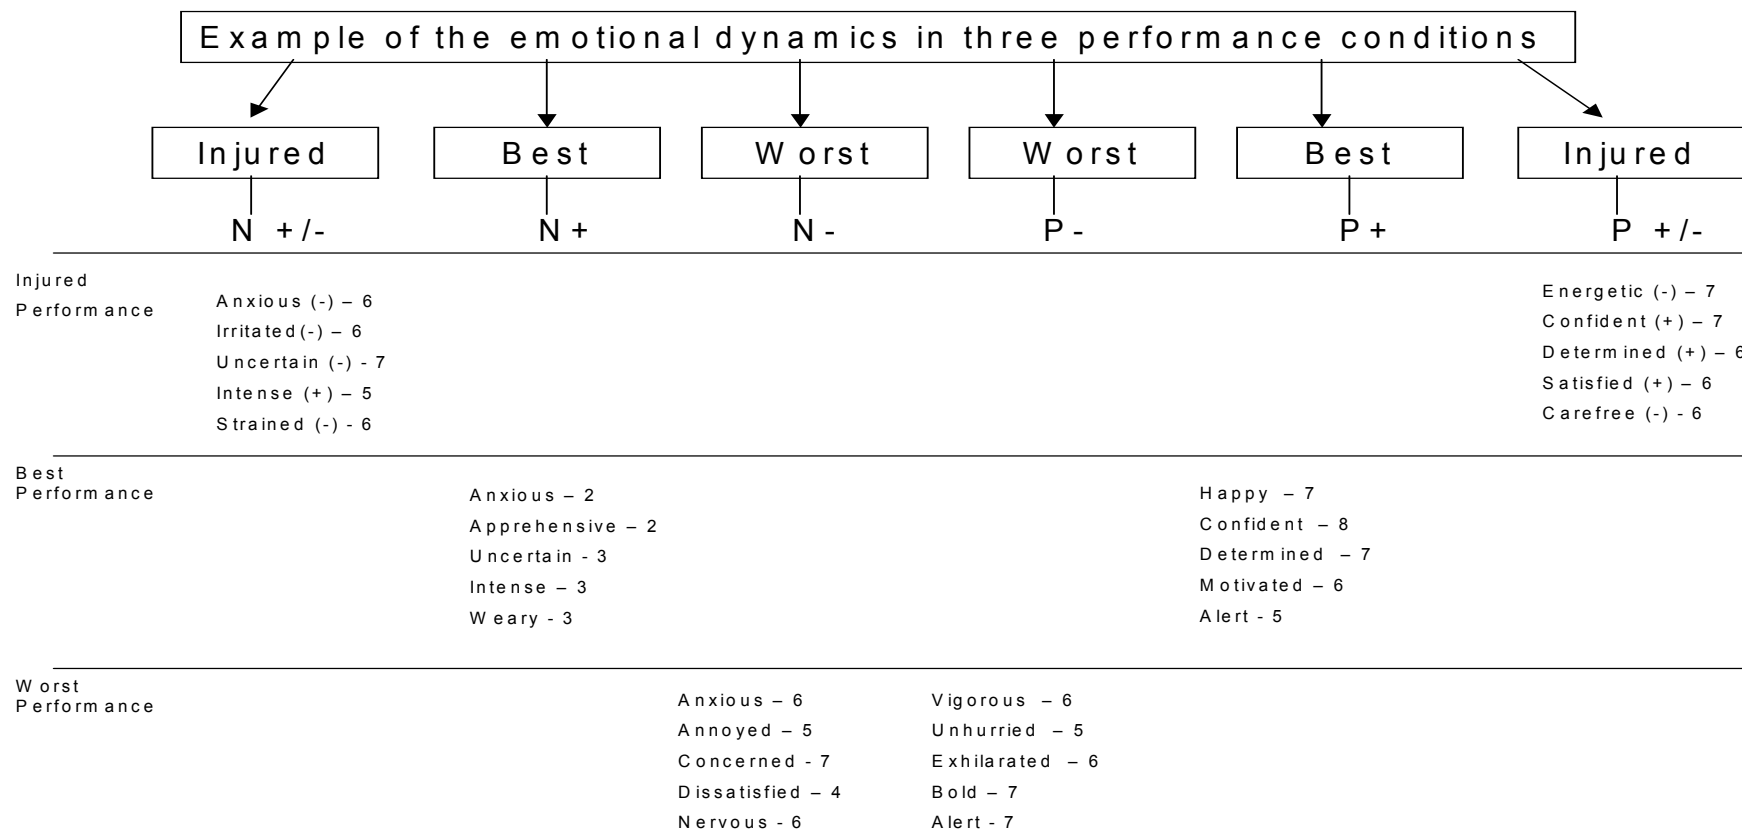 Example of the emotional dynamics in three performance conditions
Injured Best Worst Worst Best Injured
N +/- N+ N- P- P+ P +/-
Injured
Performance
Anxious (-) – 6
Irritated (-) – 6
Uncertain (-) - 7
Intense (+) – 5
Strained (-) - 6
Energetic (-) – 7
Confident (+) – 7
Determined (+) – 6
Satisfied (+) – 6
Carefree (-) - 6
Best
Performance
Anxious – 2
Apprehensive – 2
Uncertain - 3
Intense – 3
Weary - 3
Happy – 7
Confident – 8
Determined – 7
Motivated – 6
Alert - 5
Worst
Performance
Anxious – 6
Annoyed – 5
Concerned - 7
Dissatisfied – 4
Nervous - 6
Vigorous – 6
Unhurried – 5
Exhilarated – 6
Bold – 7
Alert - 7